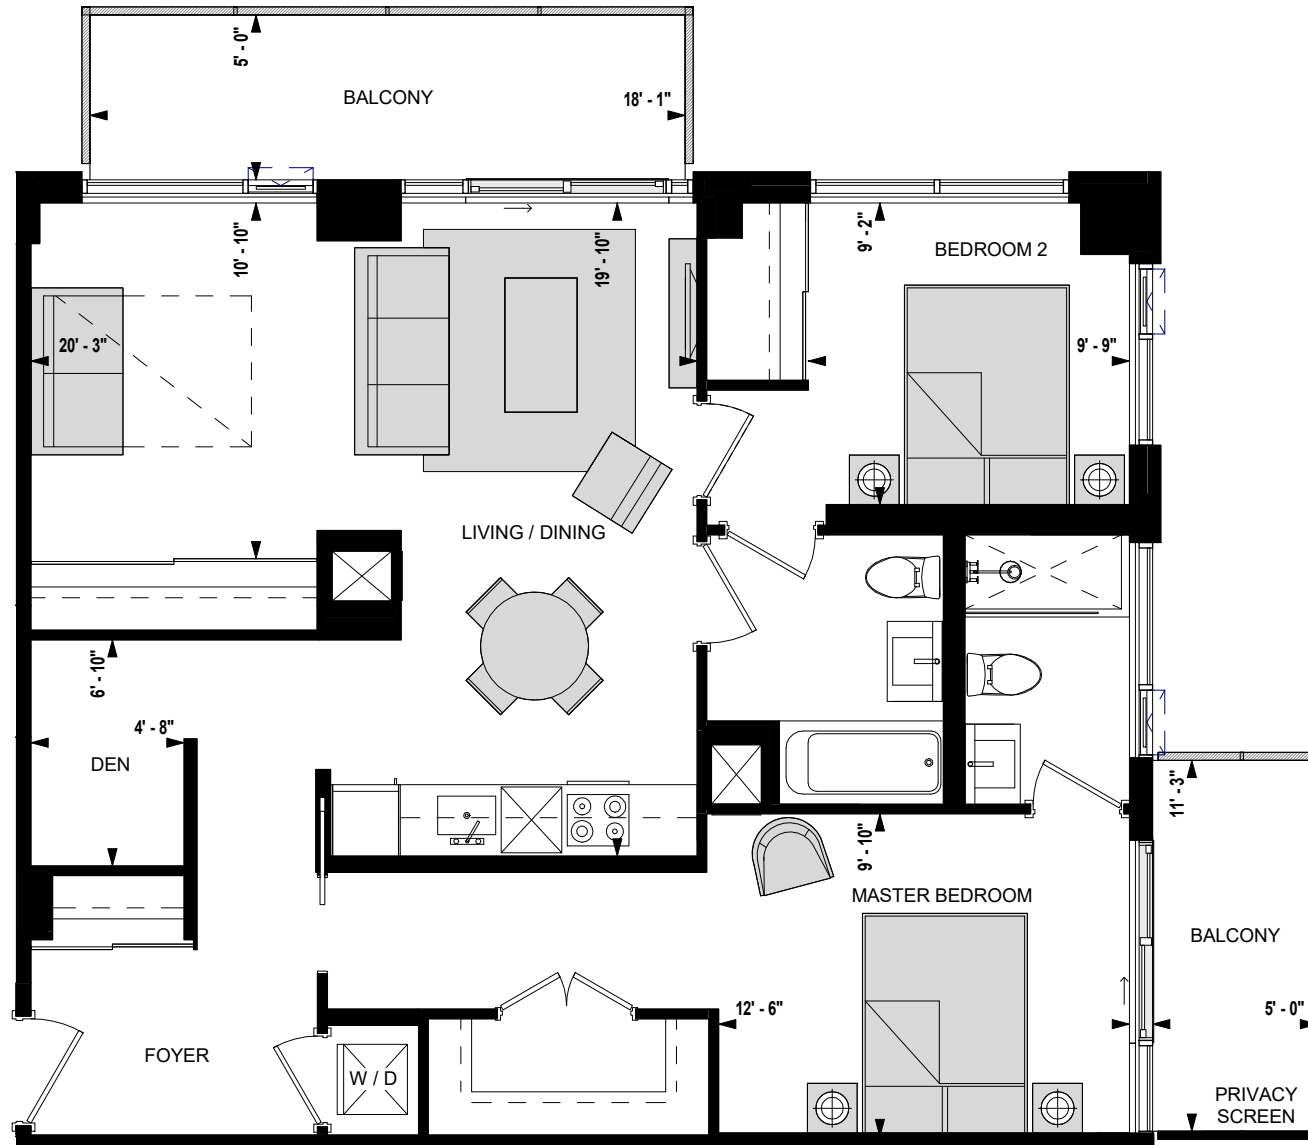 5' - 0"
BALCONY
18' - 1"
10' - 10"
19' - 10"
9' - 2"
BEDROOM 2
20' - 3"
9' - 9"
LIVING / DINING
6' - 10"
4' - 8"
DEN
11' - 3"
9' - 10"
MASTER BEDROOM
BALCONY
12' - 6"
5' - 0"
FOYER
W / D
PRIVACY
SCREEN